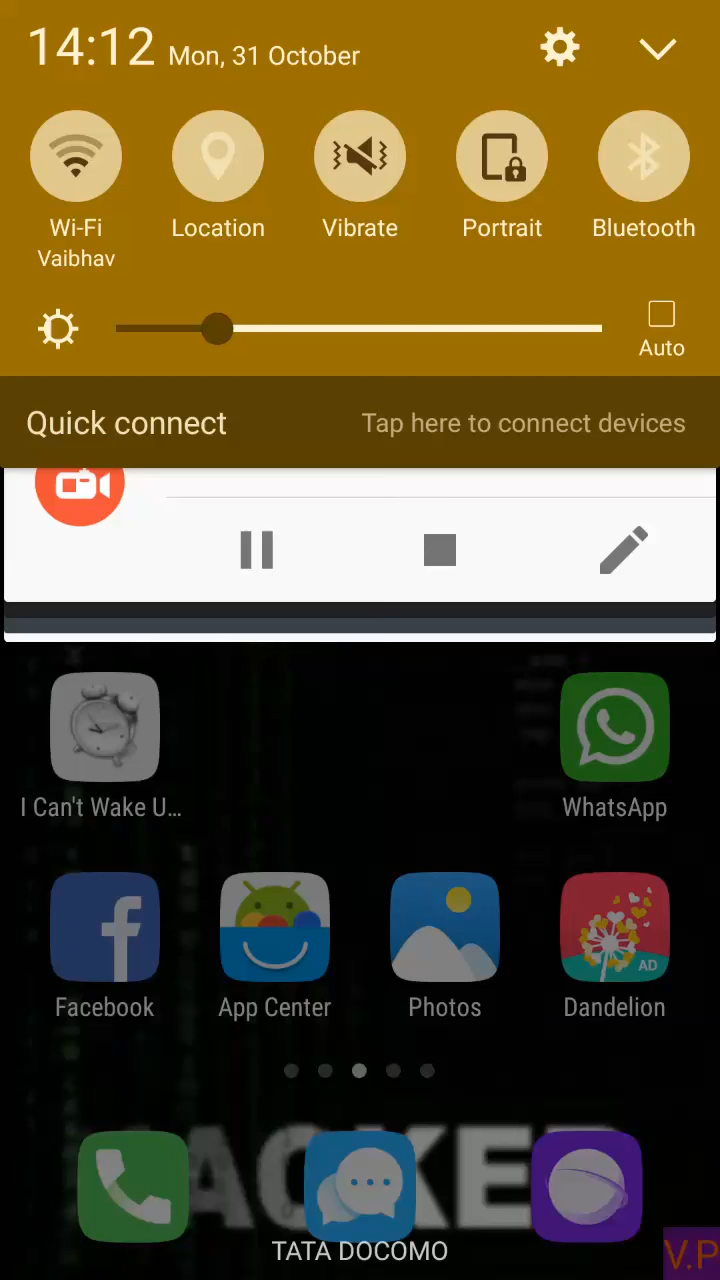 14:12 Mon, 31 October
Wi-Fi Location Vibrate Portrait Bluetooth
Vaibhav
Auto
Quick connect Tap here to connect devices
I Can't Wake U... WhatsApp
AD
Facebook App Center Photos Dandelion
HACKER
TATA DOCOMO
V.P